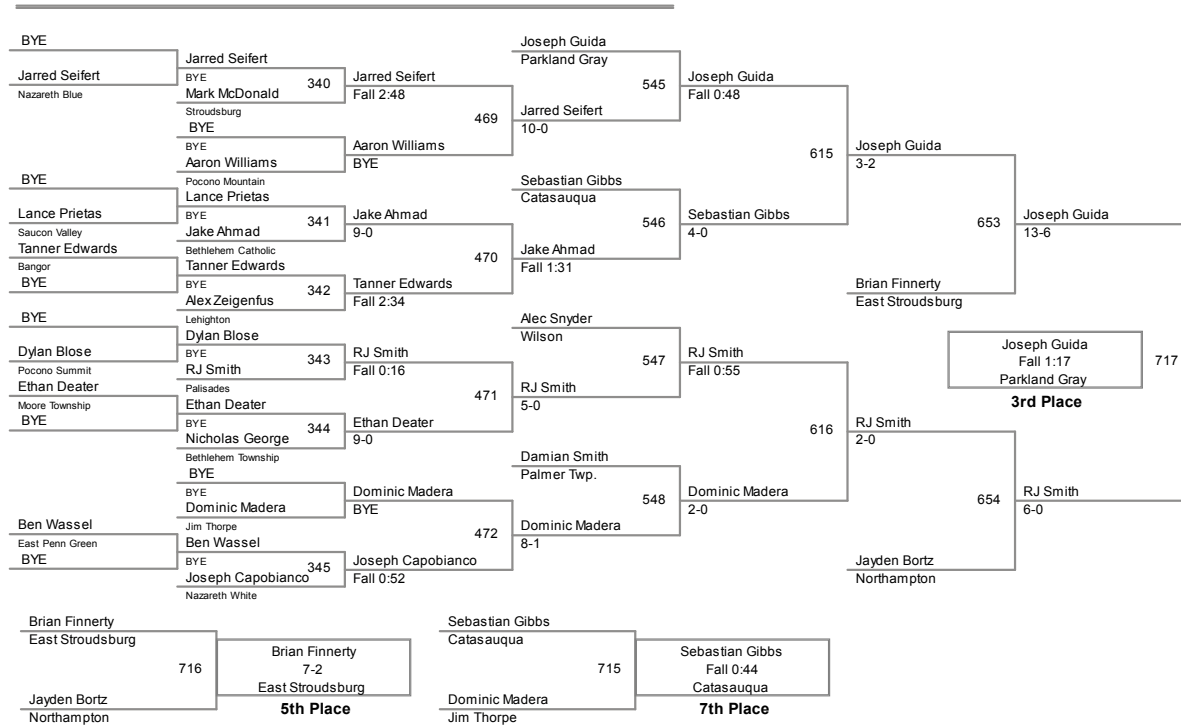 BYE
Jarred Seifert
Nazareth Blue
BYE
Lance Prietas
Saucon Valley
Tanner Edwards
Bangor
BYE
BYE
Dylan Blose
Pocono Summit
Ethan Deater
Moore Township
BYE
Ben Wassel
East Penn Green
BYE
Jarred Seifert
BYE
340
Mark McDonald
Stroudsburg
BYE
BYE
Aaron Williams
Pocono Mountain
Lance Prietas
BYE
341
Jake Ahmad
Bethlehem Catholic
Tanner Edwards
BYE
342
Alex Zeigenfus
Lehighton
Dylan Blose
BYE
343
RJ Smith
Palisades
Ethan Deater
BYE
344
Nicholas George
Bethlehem Township
BYE
BYE
Dominic Madera
Jim Thorpe
Ben Wassel
BYE
345
Joseph Capobianco
Nazareth White
Jarred Seifert
Fall 2:48
469
Aaron Williams
BYE
Jake Ahmad
9-0
470
Tanner Edwards
Fall 2:34
RJ Smith
Fall 0:16
471
Ethan Deater
9-0
Dominic Madera
BYE
472
Joseph Capobianco
Fall 0:52
Joseph Guida
Parkland Gray
545
Jarred Seifert
10-0
Sebastian Gibbs
Catasauqua
546
Jake Ahmad
Fall 1:31
Alec Snyder
Wilson
547
RJ Smith
5-0
Damian Smith
Palmer Twp.
548
Dominic Madera
8-1
Joseph Guida
Fall 0:48
615
Sebastian Gibbs
4-0
RJ Smith
Fall 0:55
616
Dominic Madera
2-0
Joseph Guida
3-2
653
Brian Finnerty
East Stroudsburg
RJ Smith
2-0
654
Jayden Bortz
Northampton
Joseph Guida
13-6
Joseph Guida
Fall 1:17
717
Parkland Gray
3rd Place
RJ Smith
6-0
Brian Finnerty
East Stroudsburg
716
Jayden Bortz
Northampton
Brian Finnerty
7-2
East Stroudsburg
5th Place
Sebastian Gibbs
Catasauqua
715
Dominic Madera
Jim Thorpe
Sebastian Gibbs
Fall 0:44
Catasauqua
7th Place